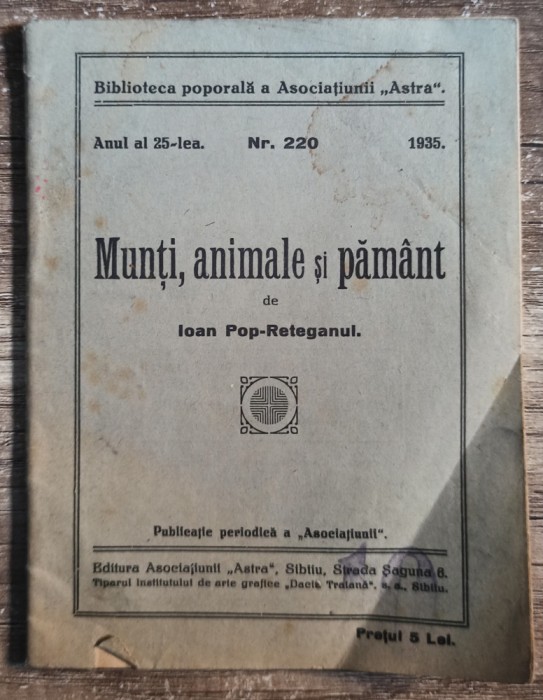 Biblioteca poporală a Asociațiunii „Astra“.
Anul al 25-lea. Nr. 220 1935.
Munți, animale și pământ
de
Ioan Pop-Reteganul.
Publicație periodică a „Asociațiunii“.
Editura Asociațiunii „Astra“, Sibiiu, Strada Șaguna 6.
Tiparul institutului de arte grafice „Dacia Traiană“, s. a., Sibiiu.
Prețul 5 Lei.